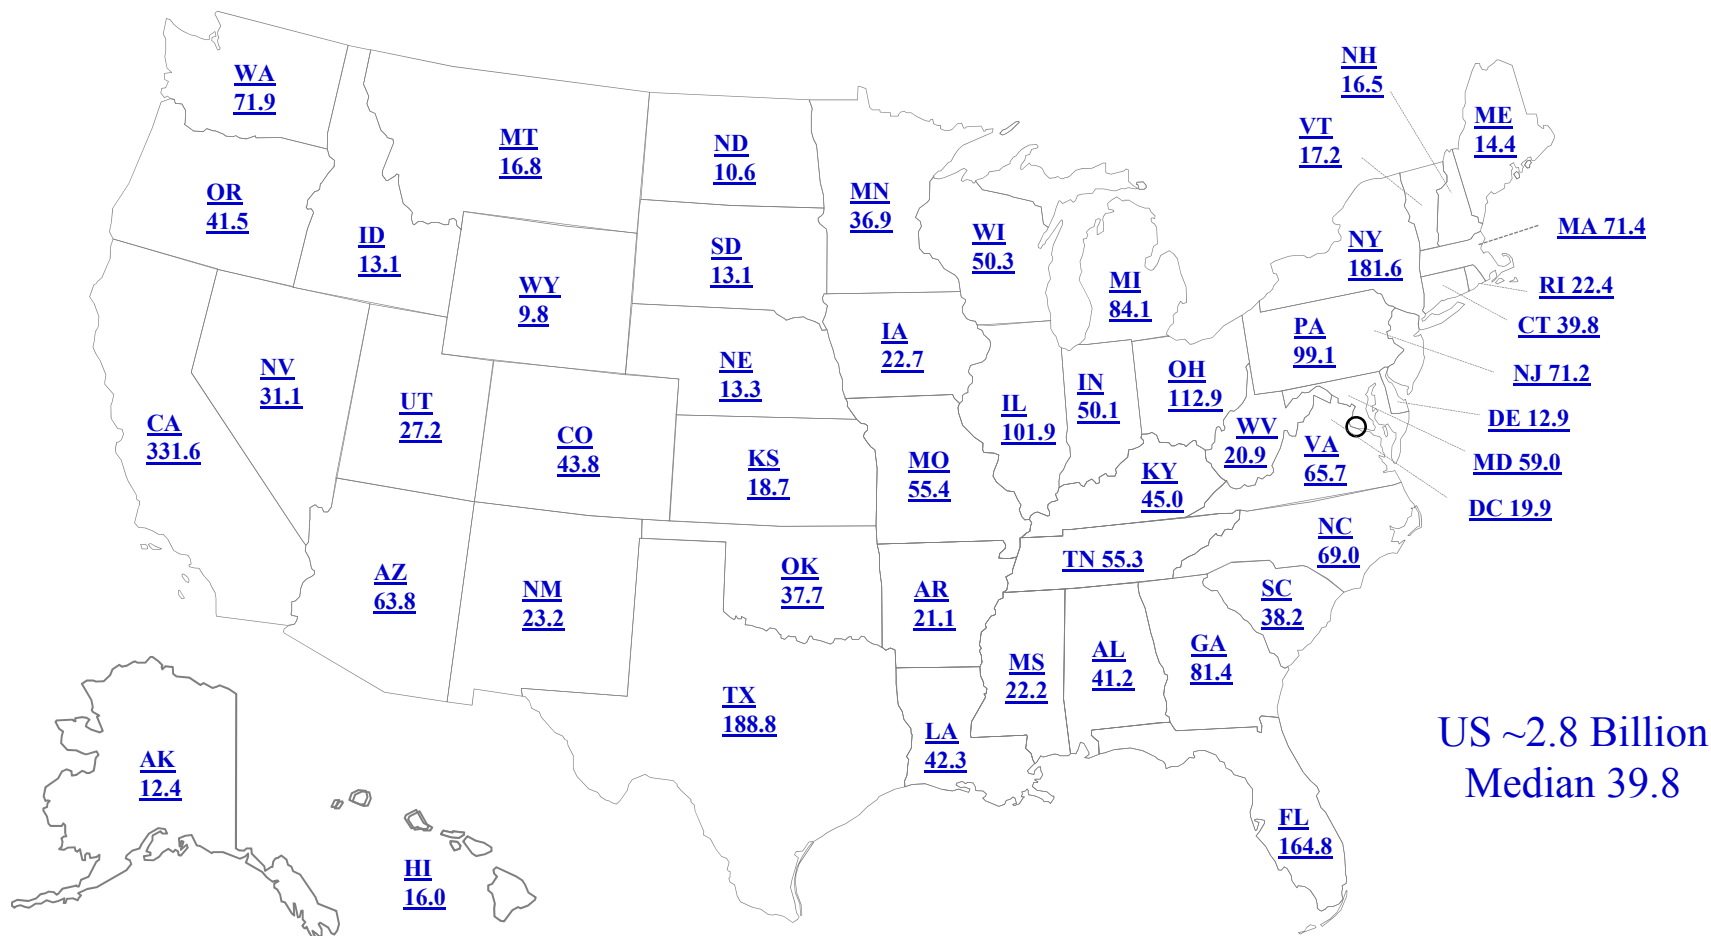 WA
71.9
OR
41.5
CA
331.6
NV
31.1
ID
13.1
MT
16.8
WY
9.8
UT
27.2
CO
43.8
AZ
63.8
NM
23.2
ND
10.6
SD
13.1
NE
13.3
KS
18.7
OK
37.7
TX
188.8
MN
36.9
IA
22.7
MO
55.4
AR
21.1
LA
42.3
WI
50.3
IL
101.9
MI
84.1
IN
50.1
OH
112.9
KY
45.0
TN 55.3
MS
22.2
AL
41.2
GA
81.4
FL
164.8
SC
38.2
NC
69.0
VA
65.7
WV
20.9
PA
99.1
NY
181.6
VT
17.2
NH
16.5
ME
14.4
MA 71.4
RI 22.4
CT 39.8
NJ 71.2
DE 12.9
MD 59.0
DC 19.9
AK
12.4
HI
16.0
US ~2.8 Billion
Median 39.8